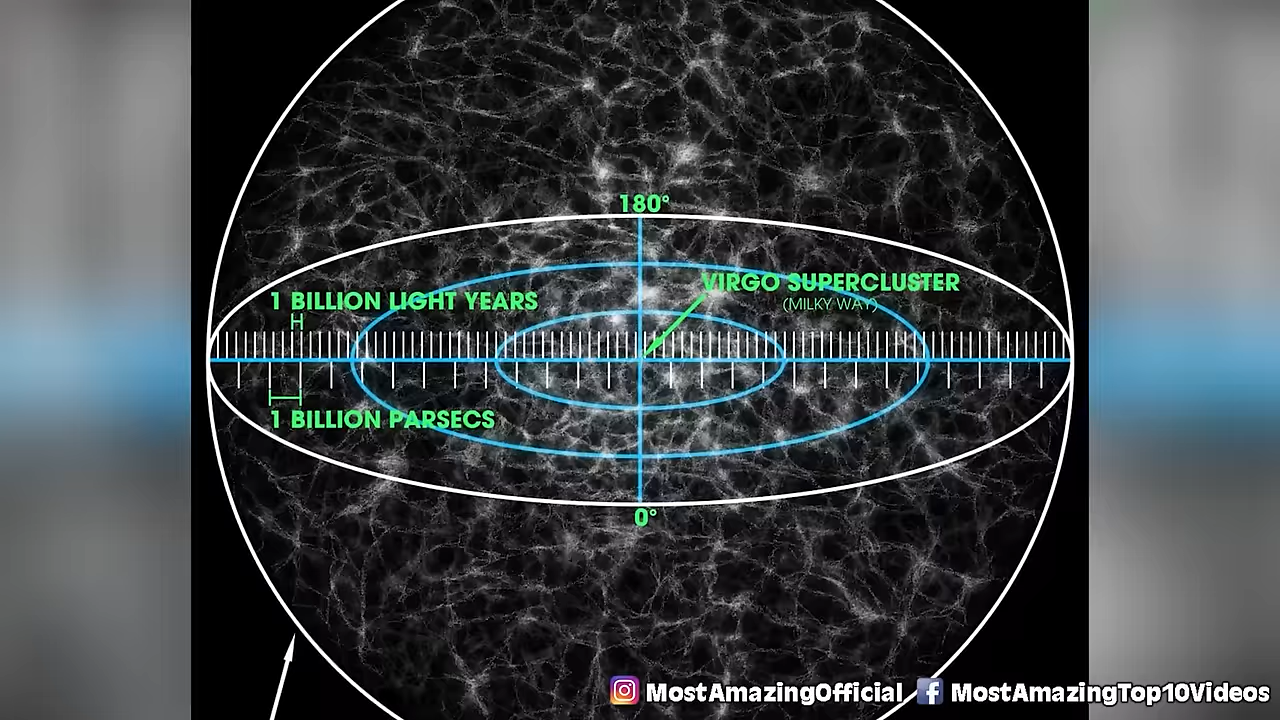 180°
VIRGO SUPERCLUSTER
(MILKY WAY)
1 BILLION LIGHT YEARS
1 BILLION PARSECS
0°
MostAmazingOfficial
MostAmazingTop10Videos